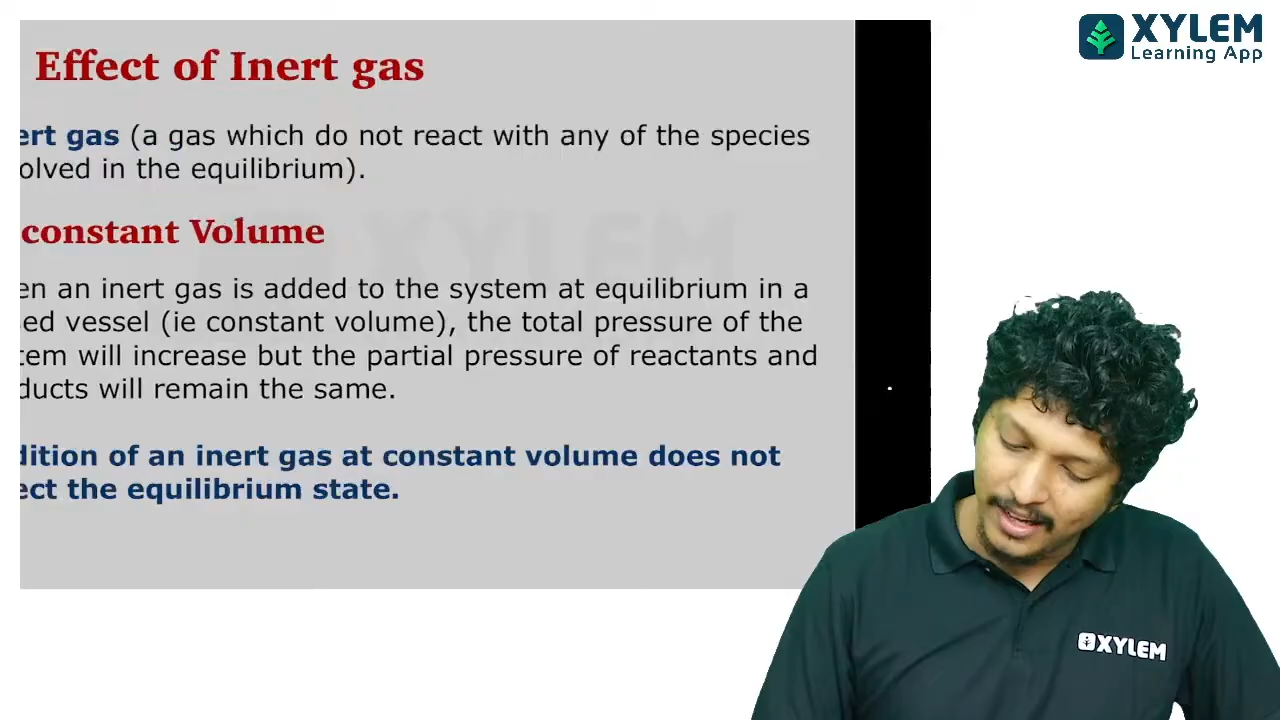 XYLEM
Learning App
Effect of Inert gas
ert gas (a gas which do not react with any of the species
olved in the equilibrium).
constant Volume
en an inert gas is added to the system at equilibrium in a
ed vessel (ie constant volume), the total pressure of the
tem will increase but the partial pressure of reactants and
ducts will remain the same.
dition of an inert gas at constant volume does not
ect the equilibrium state.
XYLEM
XYLEM